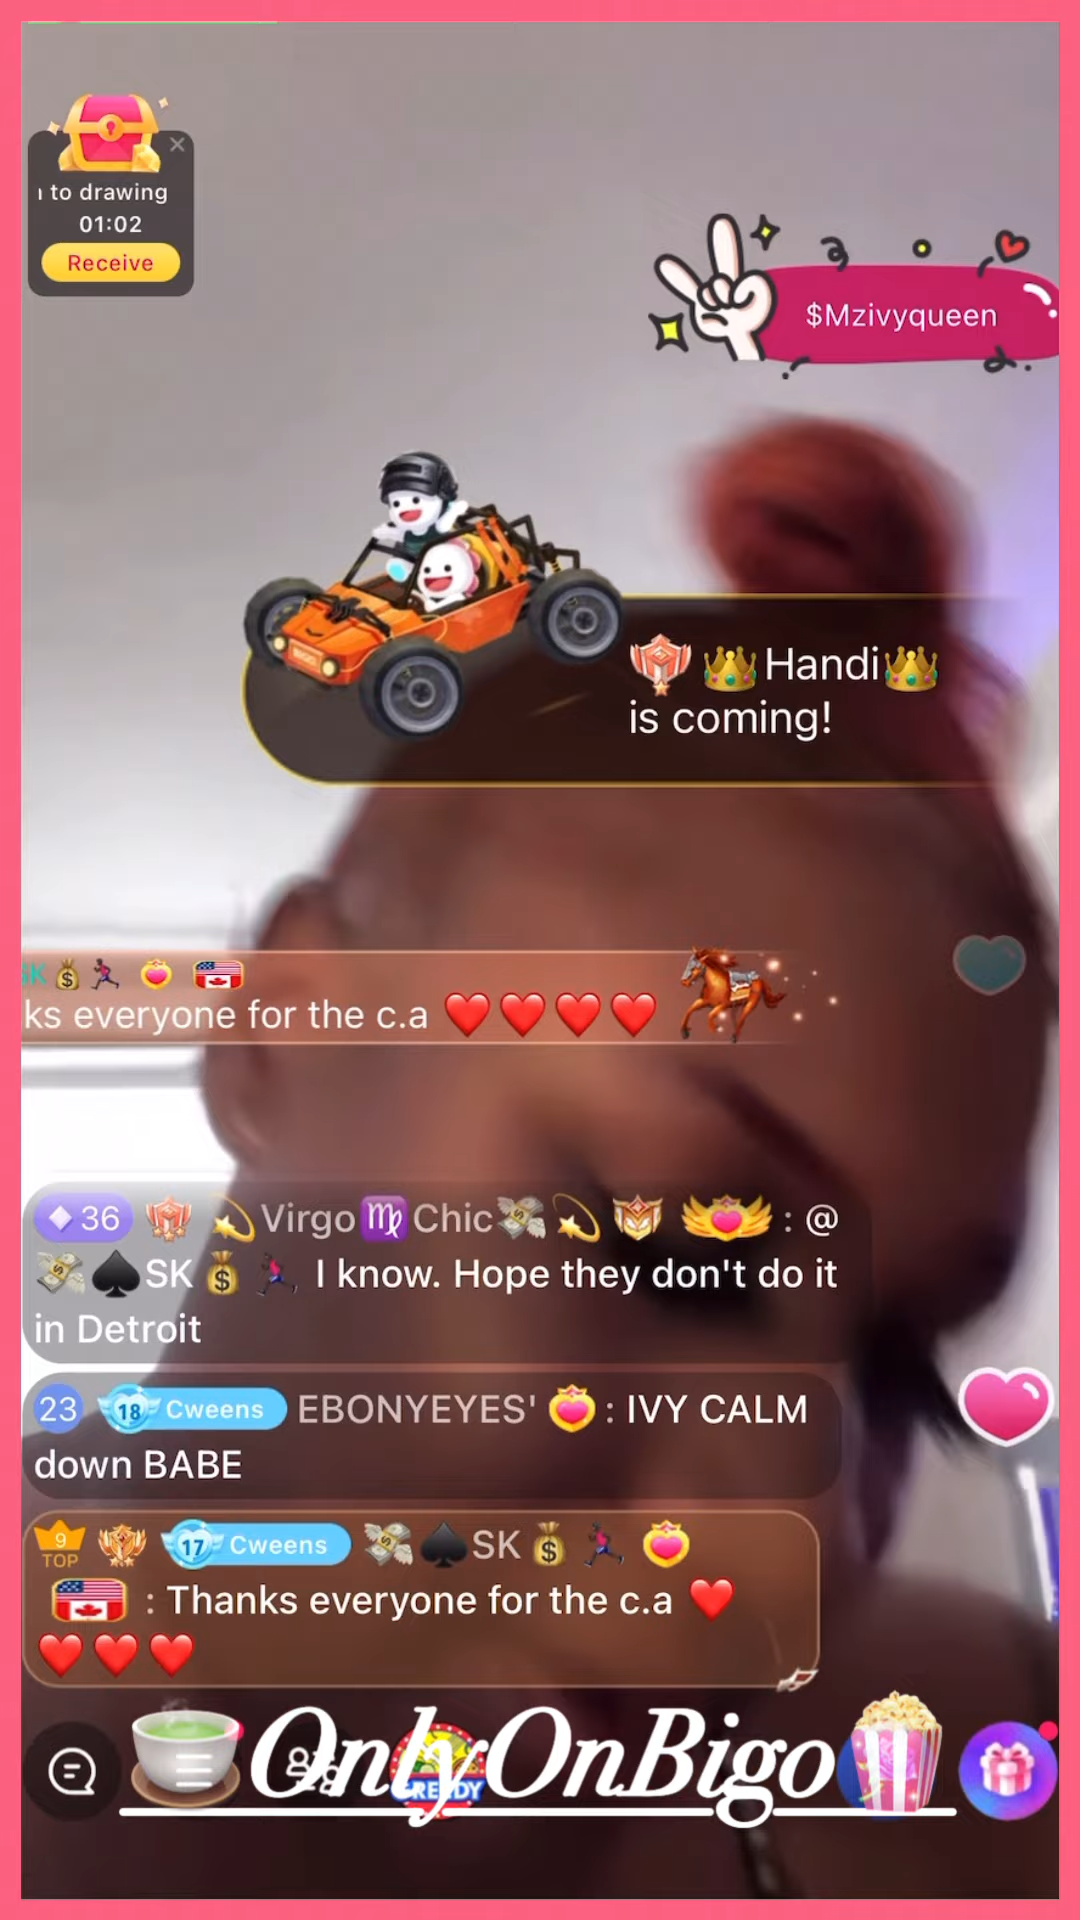 to drawing
01:02
Receive
$Mzivyqueen
Handi
is coming!
SK
ks everyone for the c.a ❤️❤️❤️❤️
36 Virgo♍Chic : @
SK I know. Hope they don't do it
in Detroit
23 18 Cweens EBONYEYES' : IVY CALM
down BABE
9 TOP 17 Cweens SK
: Thanks everyone for the c.a ❤️
❤️❤️❤️
OnlyOnBigo